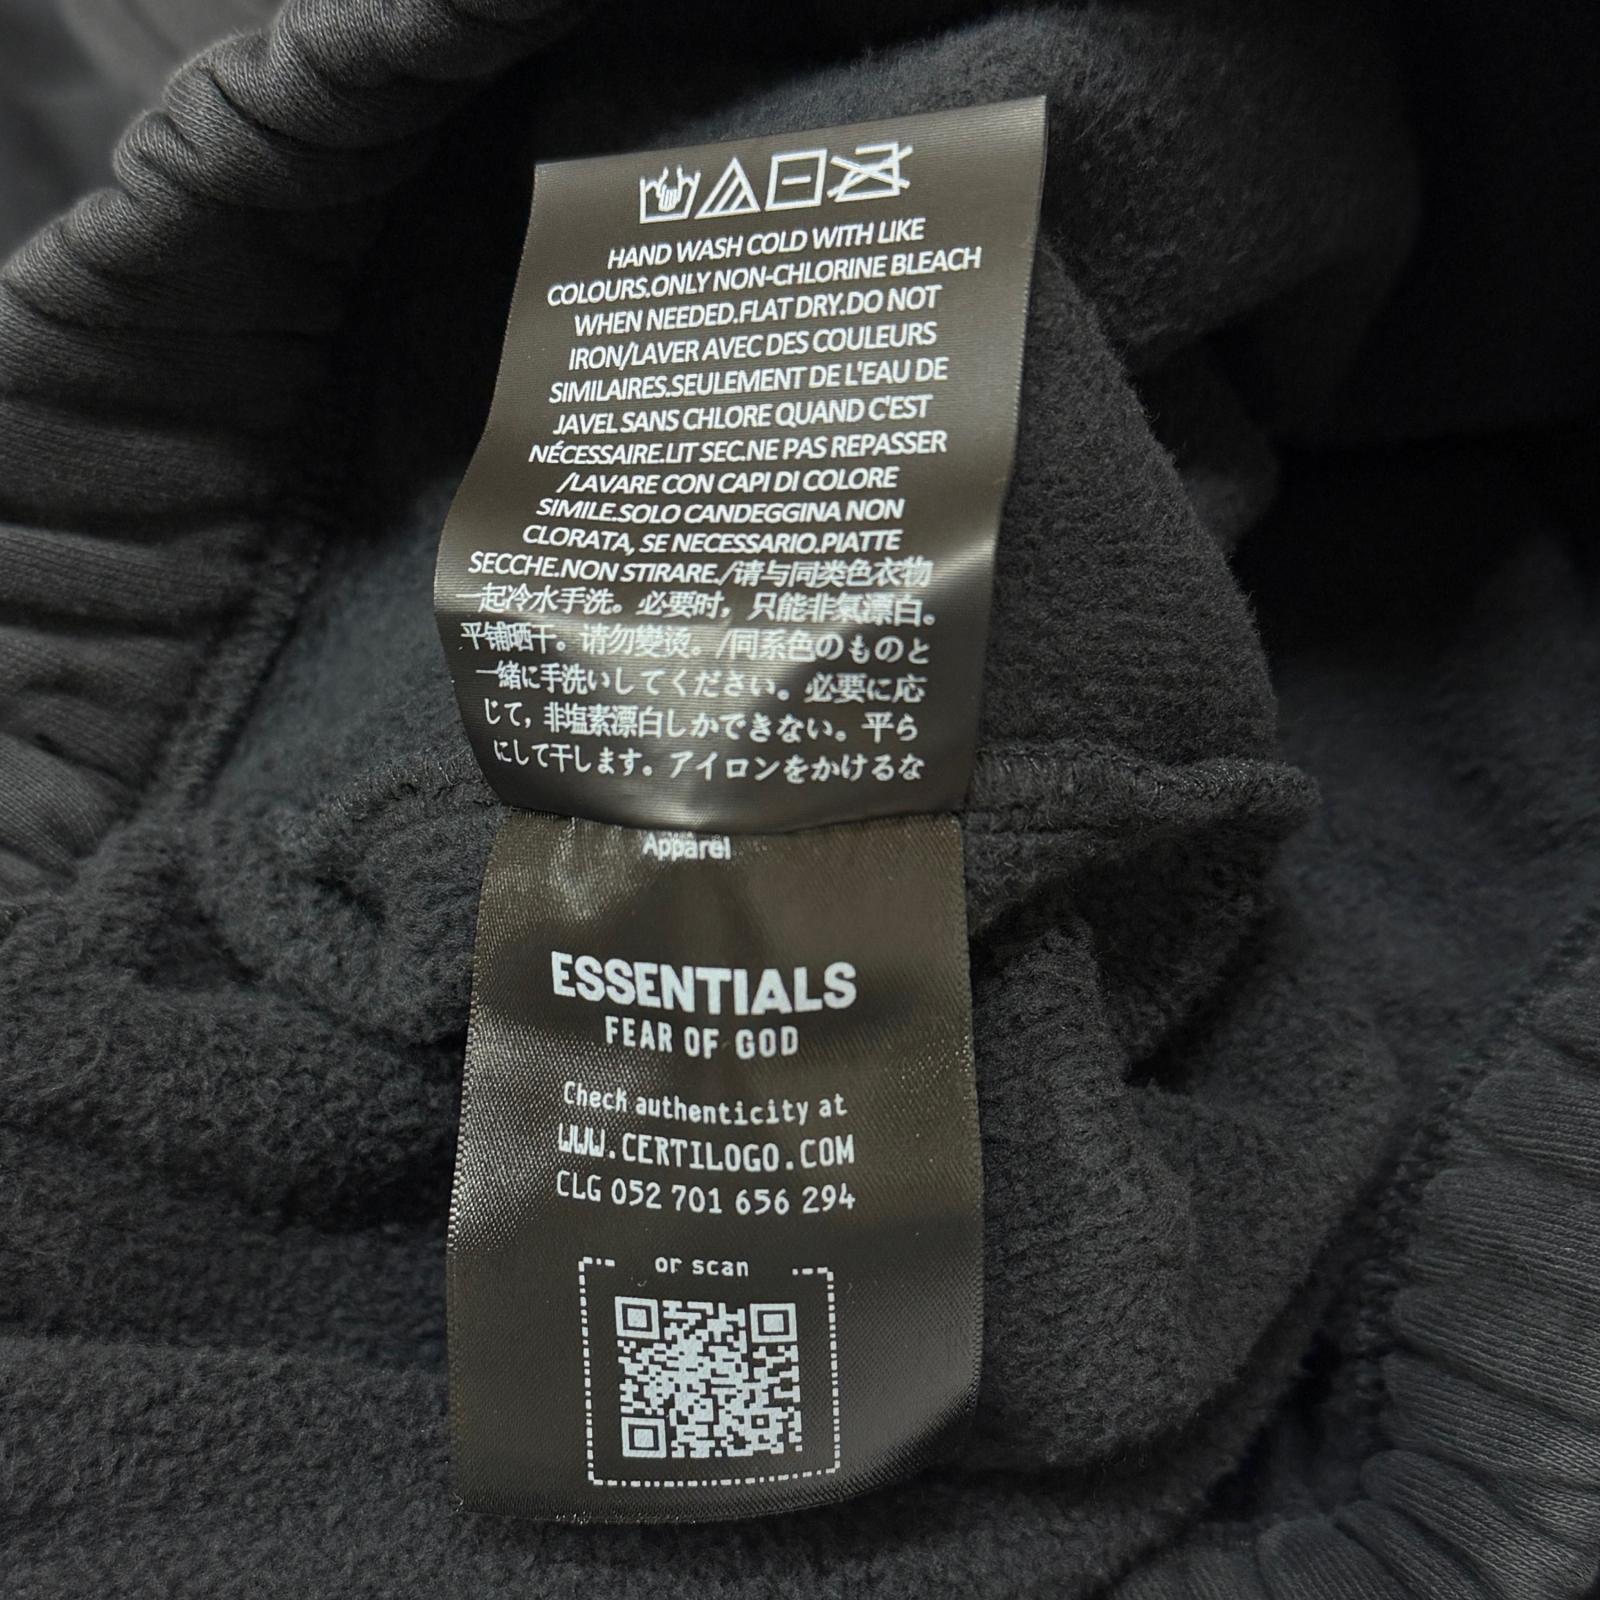 HAND WASH COLD WITH LIKE
COLOURS.ONLY NON-CHLORINE BLEACH
WHEN NEEDED.FLAT DRY.DO NOT
IRON/LAVER AVEC DES COULEURS
SIMILAIRES.SEULEMENT DE L'EAU DE
JAVEL SANS CHLORE QUAND C'EST
NÉCESSAIRE.LIT SEC.NE PAS REPASSER
/LAVARE CON CAPI DI COLORE
SIMILE.SOLO CANDEGGINA NON
CLORATA, SE NECESSARIO.PIATTE
SECCHE.NON STIRARE./请与同类色衣物
一起冷水手洗。必要时，只能非氯漂白。
平铺晒干。请勿變烫。/同系色のものと
一緒に手洗いしてください。必要に応
じて，非塩素漂白しかできない。平ら
にして干します。アイロンをかけるな
Apparel
ESSENTIALS
FEAR OF GOD
Check authenticity at
WWW.CERTILOGO.COM
CLG 052 701 656 294
or scan